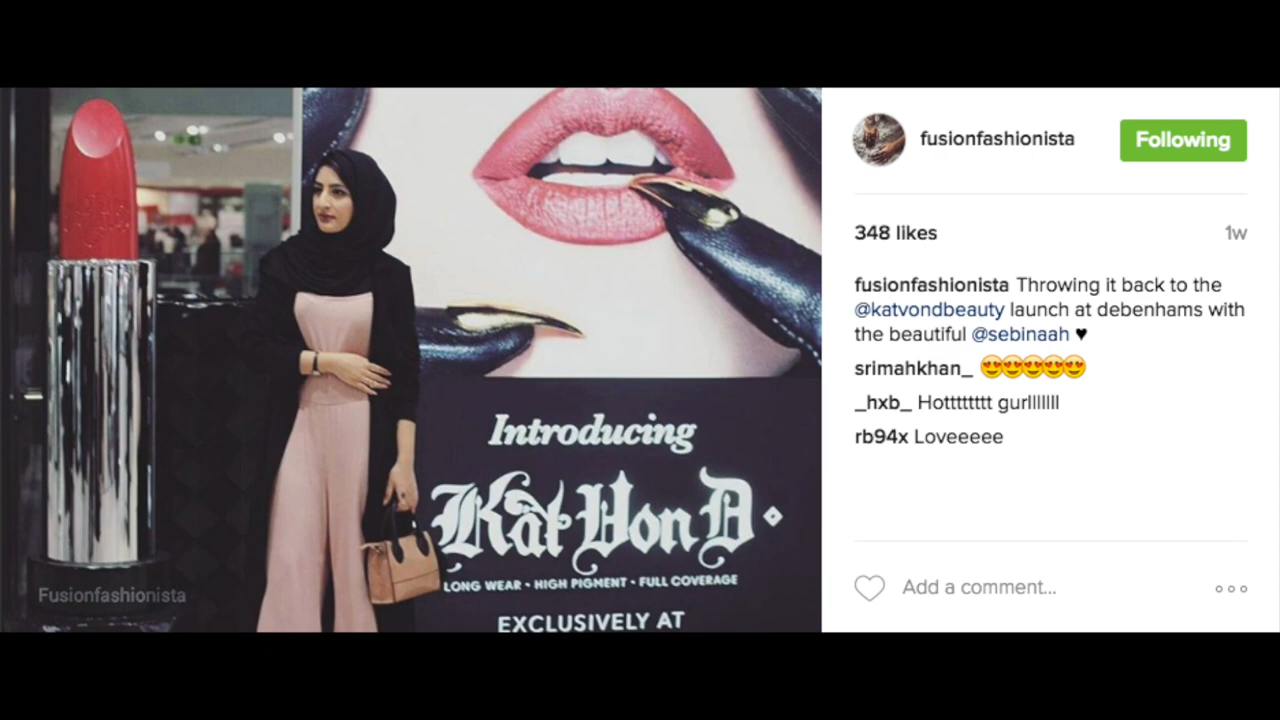 Introducing
Kat Von D
LONG WEAR • HIGH PIGMENT • FULL COVERAGE
EXCLUSIVELY AT
Fusionfashionista
fusionfashionista
Following
348 likes
1w
fusionfashionista Throwing it back to the
@katvondbeauty launch at debenhams with
the beautiful @sebinaah ♥
srimahkhan_ 😍😍😍😍😍
_hxb_ Hotttttttt gurlllllll
rb94x Loveeeee
Add a comment...